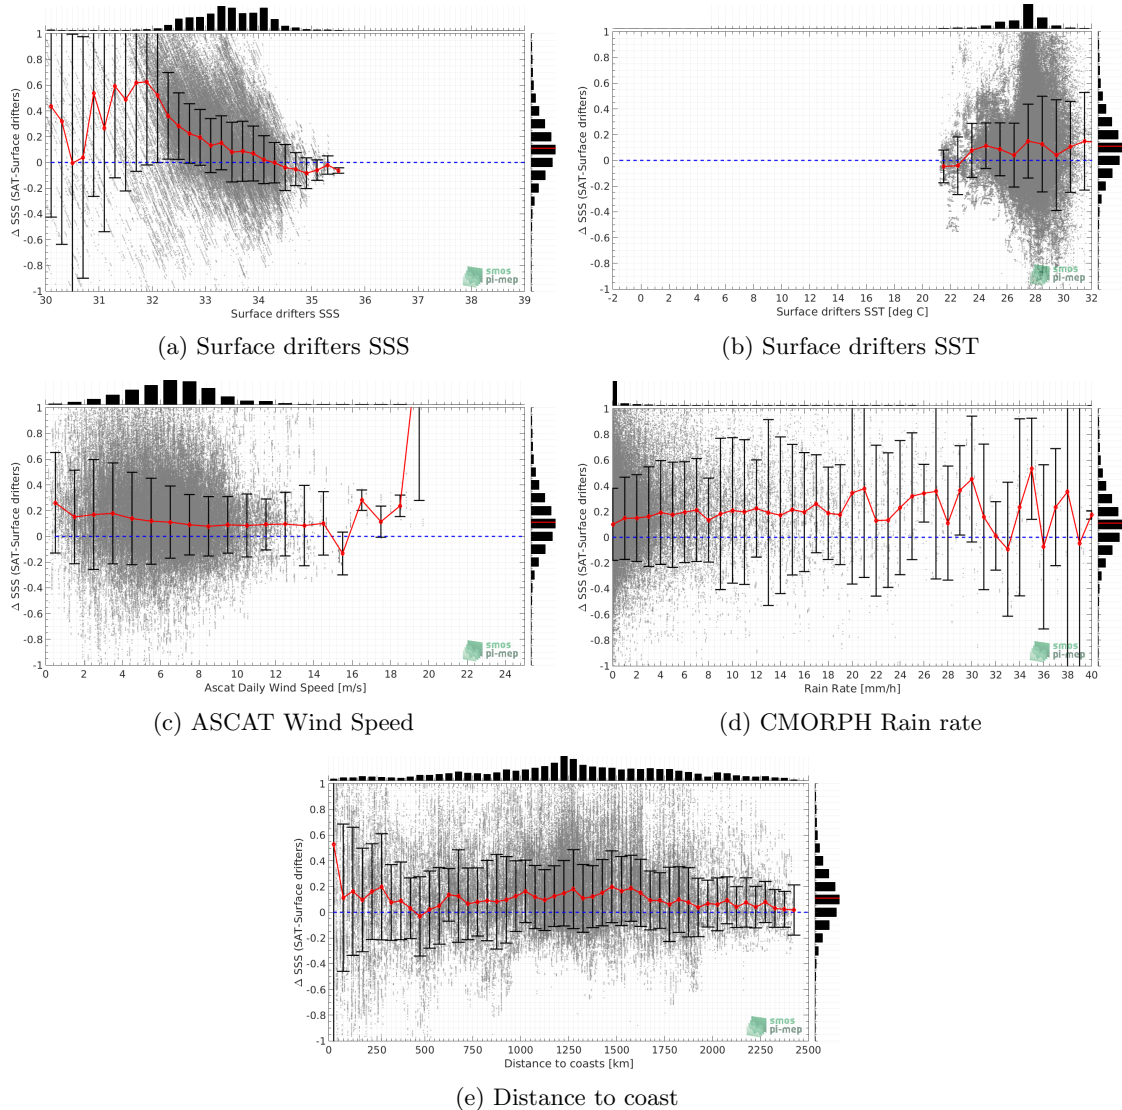 1
0.8
0.6
0.4
0.2
0
-0.2
-0.4
-0.6
-0.8
-1
Δ SSS (SAT-Surface drifters)
30 31 32 33 34 35 36 37 38 39
Surface drifters SSS
smos
pi-mep
(a) Surface drifters SSS
1
0.8
0.6
0.4
0.2
0
-0.2
-0.4
-0.6
-0.8
-1
Δ SSS (SAT-Surface drifters)
-2 0 2 4 6 8 10 12 14 16 18 20 22 24 26 28 30 32
Surface drifters SST [deg C]
smos
pi-mep
(b) Surface drifters SST
1
0.8
0.6
0.4
0.2
0
-0.2
-0.4
-0.6
-0.8
-1
Δ SSS (SAT-Surface drifters)
0 2 4 6 8 10 12 14 16 18 20 22 24
Ascat Daily Wind Speed [m/s]
smos
pi-mep
(c) ASCAT Wind Speed
1
0.8
0.6
0.4
0.2
0
-0.2
-0.4
-0.6
-0.8
-1
Δ SSS (SAT-Surface drifters)
0 2 4 6 8 10 12 14 16 18 20 22 24 26 28 30 32 34 36 38 40
Rain Rate [mm/h]
smos
pi-mep
(d) CMORPH Rain rate
1
0.8
0.6
0.4
0.2
0
-0.2
-0.4
-0.6
-0.8
-1
Δ SSS (SAT-Surface drifters)
0 250 500 750 1000 1250 1500 1750 2000 2250 2500
Distance to coasts [km]
smos
pi-mep
(e) Distance to coast